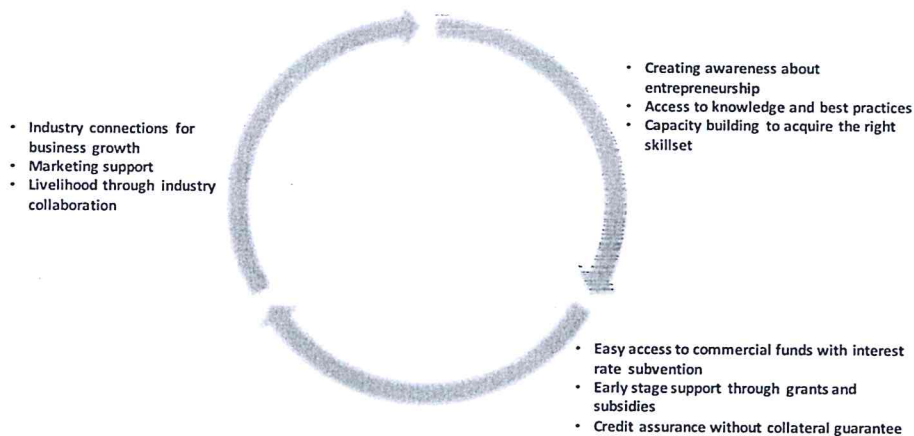 • Creating awareness about
entrepreneurship
• Access to knowledge and best practices
• Capacity building to acquire the right
skillset
• Easy access to commercial funds with interest
rate subvention
• Early stage support through grants and
subsidies
• Credit assurance without collateral guarantee
• Industry connections for
business growth
• Marketing support
• Livelihood through industry
collaboration